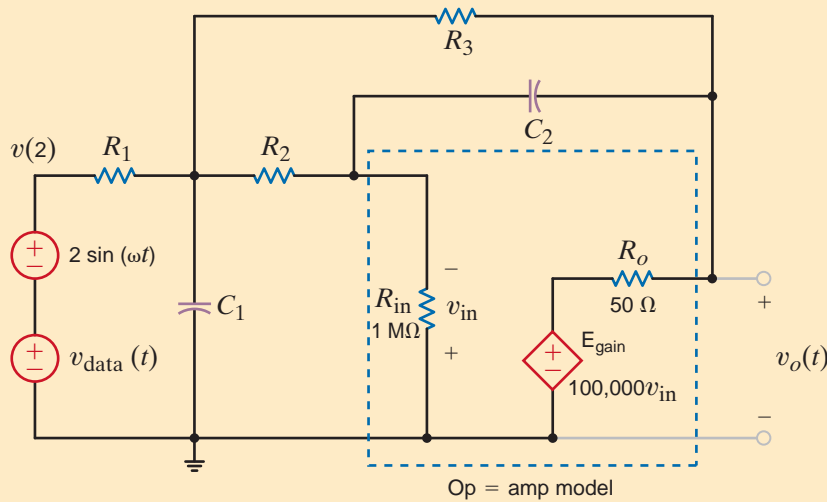 R3
C2
v(2)
R1
R2
2 sin (ωt)
C1
Rin
1 MΩ
−
vin
+
Ro
50 Ω
Egain
100,000vin
vdata (t)
+
vo(t)
−
Op = amp model